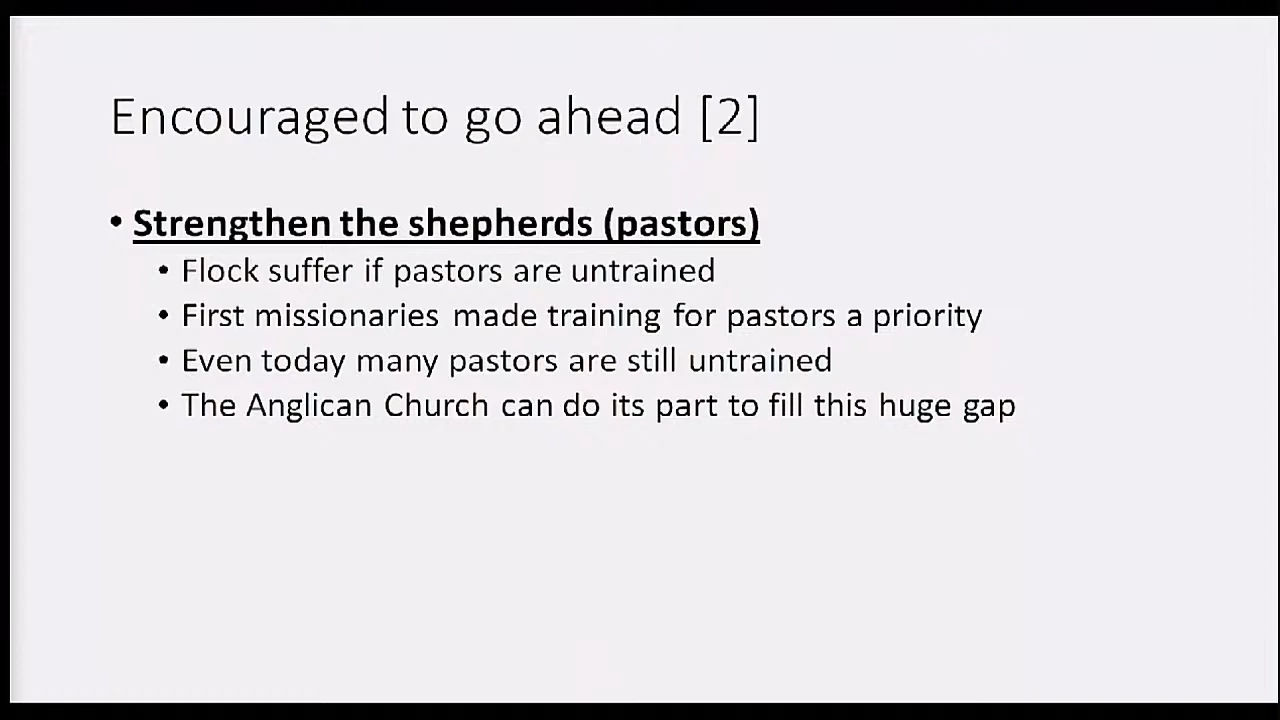 Encouraged to go ahead [2]
• Strengthen the shepherds (pastors)
• Flock suffer if pastors are untrained
• First missionaries made training for pastors a priority
• Even today many pastors are still untrained
• The Anglican Church can do its part to fill this huge gap